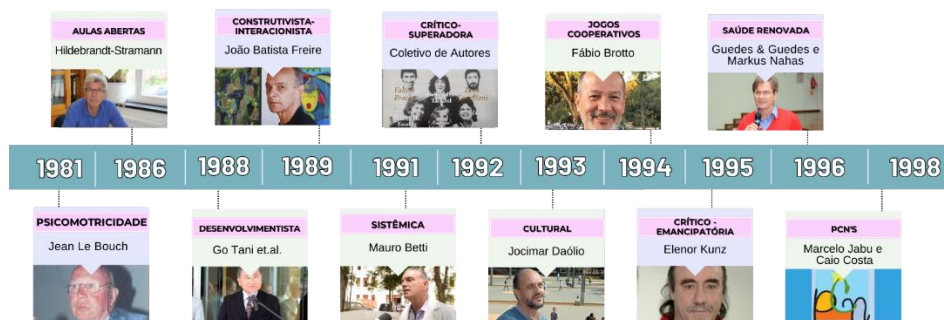 AULAS ABERTAS
Hildebrandt-Stramann
CONSTRUTIVISTA-
INTERACIONISTA
João Batista Freire
CRÍTICO-
SUPERADORA
Coletivo de Autores
JOGOS
COOPERATIVOS
Fábio Brotto
SAÚDE RENOVADA
Guedes & Guedes e
Markus Nahas
1981 1986 1988 1989 1991 1992 1993 1994 1995 1996 1998
PSICOMOTRICIDADE
Jean Le Bouch
DESENVOLVIMENTISTA
Go Tani et.al.
SISTÊMICA
Mauro Betti
CULTURAL
Jocimar Daólio
CRÍTICO -
EMANCIPATÓRIA
Elenor Kunz
PCN'S
Marcelo Jabu e
Caio Costa
pcn